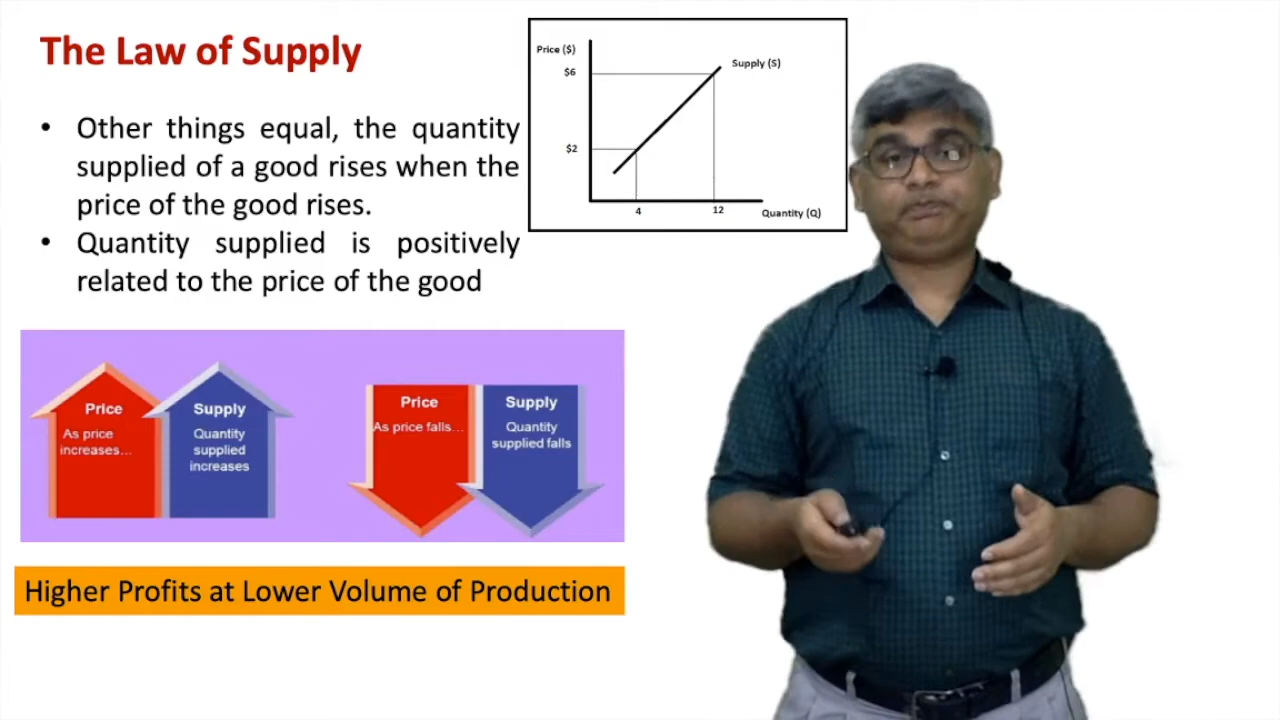 The Law of Supply
• Other things equal, the quantity
supplied of a good rises when the
price of the good rises.
• Quantity supplied is positively
related to the price of the good
Price ($)
$6
$2
Supply (S)
4
12
Quantity (Q)
Price
As price
increases...
Supply
Quantity
supplied
increases
Price
As price falls...
Supply
Quantity
supplied falls
Higher Profits at Lower Volume of Production